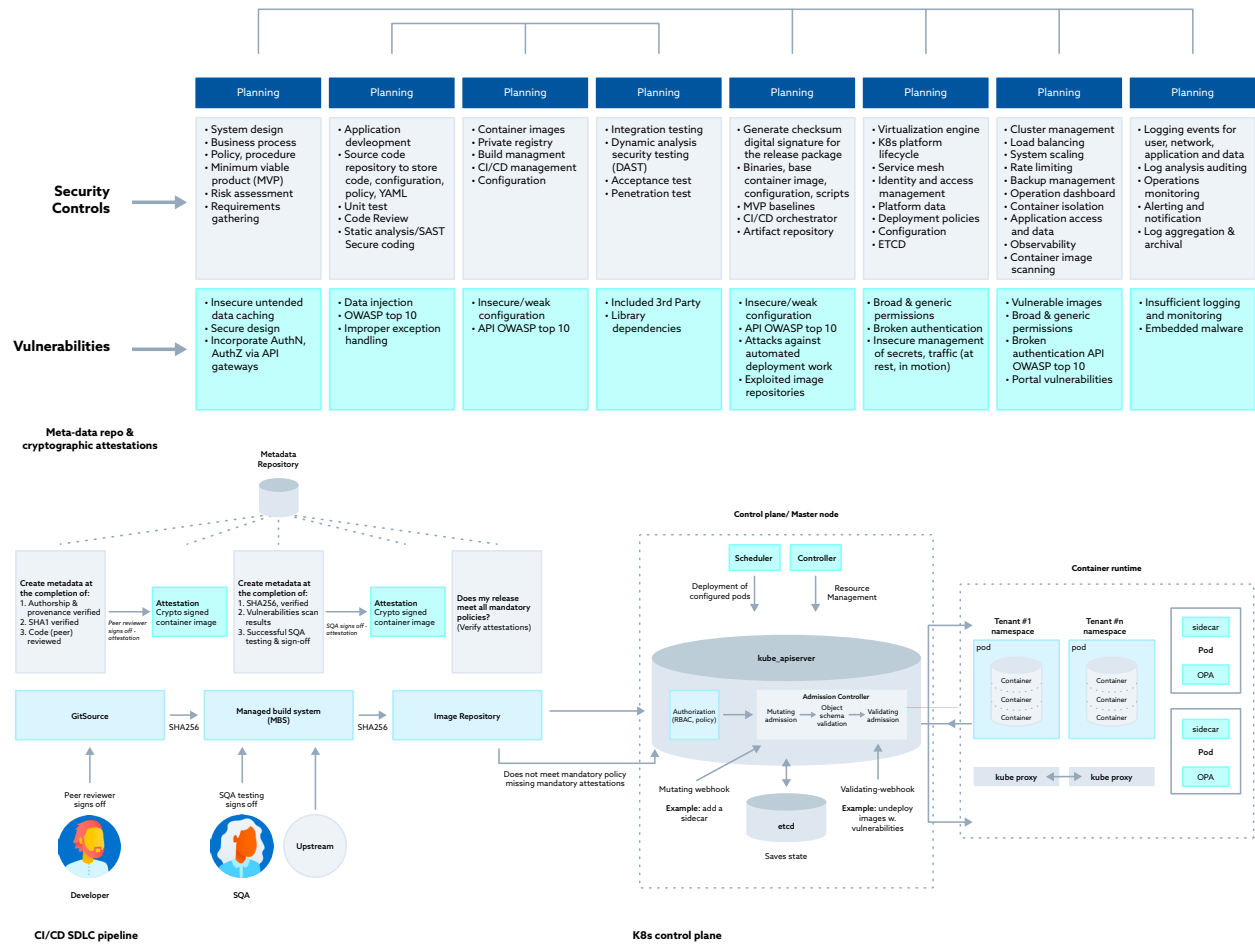 Planning
Planning
Planning
Planning
Planning
Planning
Planning
Planning
Security
Controls
• System design
• Business process
• Policy, procedure
• Minimum viable
product (MVP)
• Risk assessment
• Requirements
gathering
• Application
devleopment
• Source code
repository to store
code, configuration,
policy, YAML
• Unit test
• Code Review
• Static analysis/SAST
Secure coding
• Container images
• Private registry
• Build managment
• CI/CD management
• Configuration
• Integration testing
• Dynamic analysis
security testing
(DAST)
• Acceptance test
• Penetration test
• Generate checksum
digital signature for
the release package
• Binaries, base
container image,
configuration, scripts
• MVP baselines
• CI/CD orchestrator
• Artifact repository
• Virtualization engine
• K8s platform
lifecycle
• Service mesh
• Identity and access
management
• Platform data
• Deployment policies
• Configuration
• ETCD
• Cluster management
• Load balancing
• System scaling
• Rate limiting
• Backup management
• Operation dashboard
• Container isolation
• Application access
and data
• Observability
• Container image
scanning
• Logging events for
user, network,
application and data
• Log analysis auditing
• Operations
monitoring
• Alerting and
notification
• Log aggregation &
archival
Vulnerabilities
• Insecure untended
data caching
• Secure design
• Incorporate AuthN,
AuthZ via API
gateways
• Data injection
• OWASP top 10
• Improper exception
handling
• Insecure/weak
configuration
• API OWASP top 10
• Included 3rd Party
• Library
dependencies
• Insecure/weak
configuration
• API OWASP top 10
• Attacks against
automated
deployment work
• Exploited image
repositories
• Broad & generic
permissions
• Broken authentication
• Insecure management
of secrets, traffic (at
rest, in motion)
• Vulnerable images
• Broad & generic
permissions
• Broken
authentication API
OWASP top 10
• Portal vulnerabilities
• Insufficient logging
and monitoring
• Embedded malware
Meta-data repo &
cryptographic attestations
Metadata
Repository
Create metadata at
the completion of:
1. Authorship &
provenance verified
2. SHA1 verified
3. Code (peer)
reviewed
Peer reviewer
signs off -
attestation
Attestation
Crypto signed
container image
Create metadata at
the completion of:
1. SHA256, verified
2. Vulnerabilities scan
results
3. Successful SQA
testing & sign-off
SQA signs off -
attestation
Attestation
Crypto signed
container image
Does my release
meet all mandatory
policies?
(Verify attestations)
GitSource
SHA256
Managed build system
(MBS)
SHA256
Image Repository
Does not meet mandatory policy
missing mandatory attestations
Peer reviewer
signs off
Developer
SQA testing
signs off
SQA
Upstream
CI/CD SDLC pipeline
Control plane/ Master node
Scheduler
Controller
Deployment of
configured pods
Resource
Management
kube_apiserver
Authorization
(RBAC, policy)
Admission Controller
Mutating
admission
Object
schema
validation
Validating
admission
Mutating webhook
Example: add a
sidecar
etcd
Saves state
Validating-webhook
Example: undeploy
images w.
vulnerabilities
K8s control plane
Container runtime
Tenant #1
namespace
pod
Container
Container
Container
Tenant #n
namespace
pod
Container
Container
Container
kube proxy
kube proxy
sidecar
Pod
OPA
sidecar
Pod
OPA